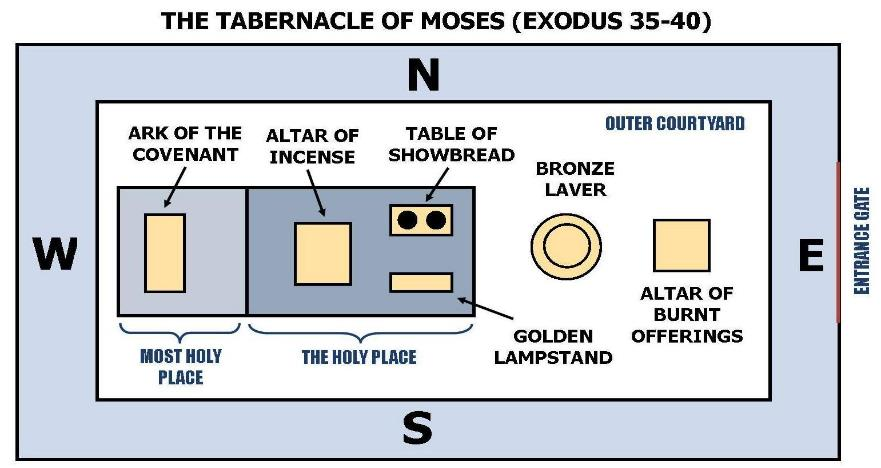 THE TABERNACLE OF MOSES (EXODUS 35-40)
N
OUTER COURTYARD
ARK OF THE
COVENANT
ALTAR OF
INCENSE
TABLE OF
SHOWBREAD
BRONZE
LAVER
W
E
ENTRANCE GATE
ALTAR OF
BURNT
OFFERINGS
GOLDEN
LAMPSTAND
MOST HOLY
PLACE
THE HOLY PLACE
S